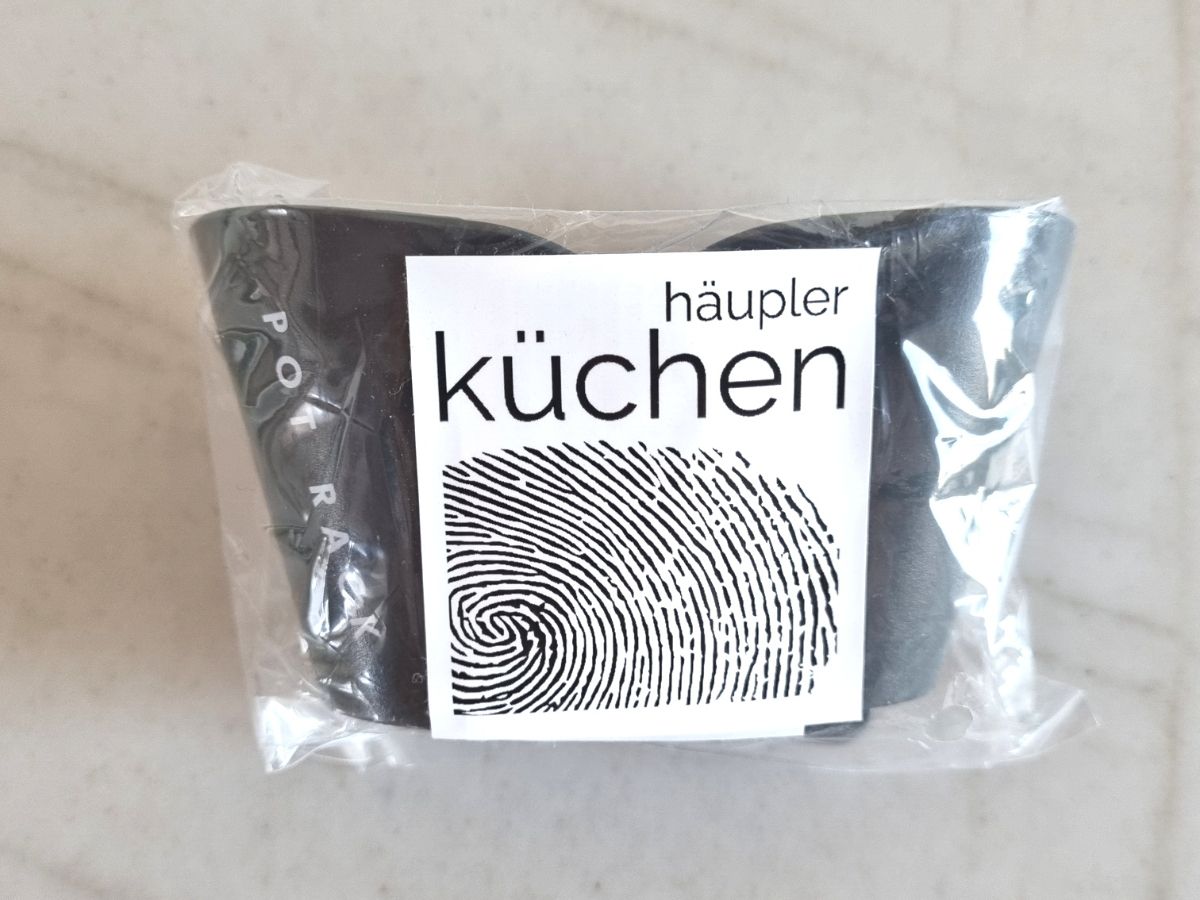 POT RACK
häupler
küchen